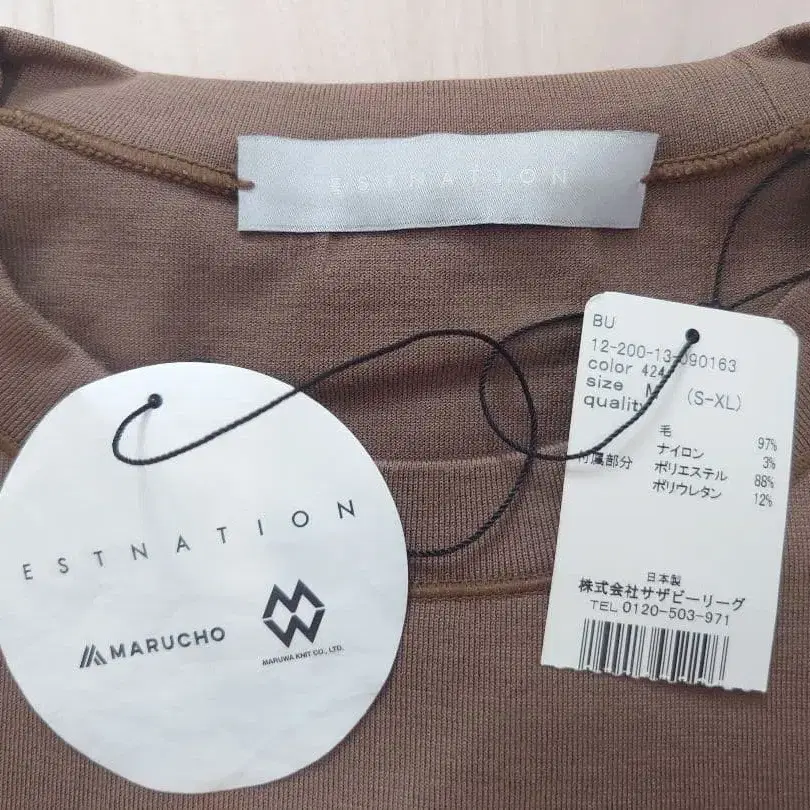 ESTNATION
ESTNATION
MARUCHO
MW
MARUWA KNIT CO., LTD.
BU
12-200-13-090163
color 424
size M (S-XL)
quality
毛 97%
ナイロン 3%
付属部分 ポリエステル 88%
ポリウレタン 12%
日本製
株式会社サザビーリーグ
TEL 0120-503-971